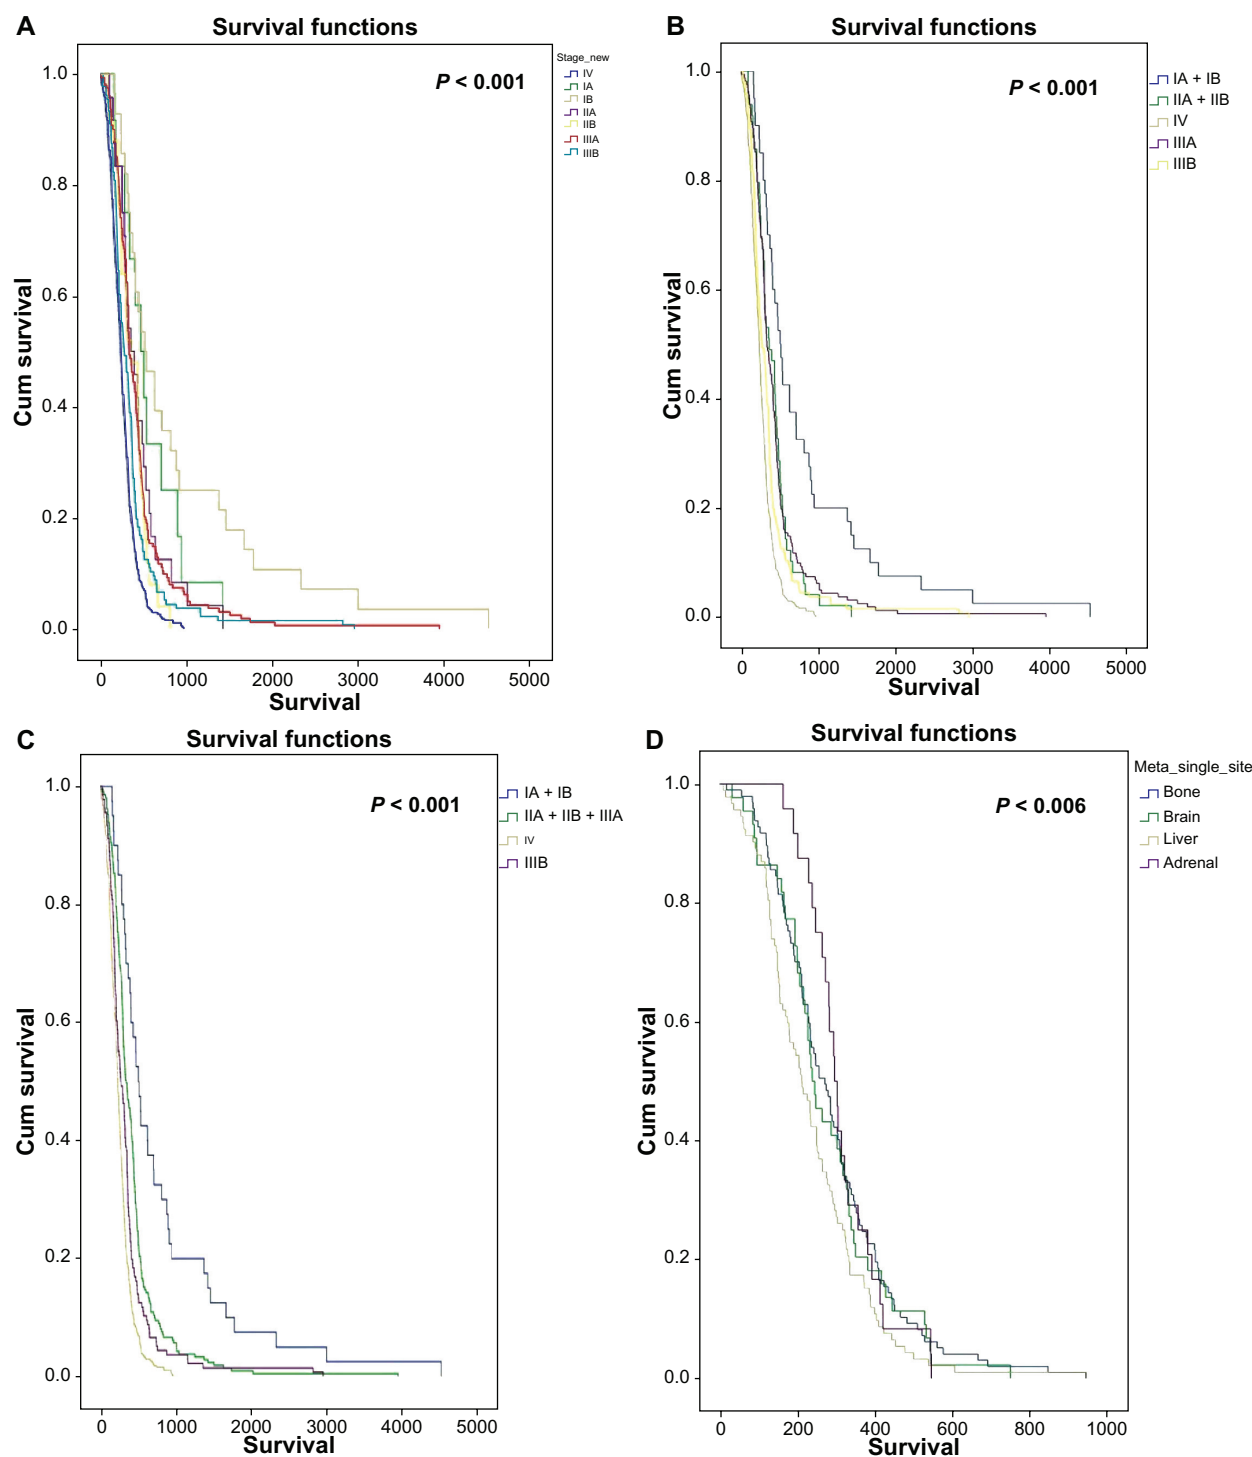 A
Survival functions
P < 0.001
Stage_new
IV
IA
IB
IIA
IIB
IIIA
IIIB
Cum survival
1.0
0.8
0.6
0.4
0.2
0.0
0 1000 2000 3000 4000 5000
Survival
B
Survival functions
P < 0.001
IA + IB
IIA + IIB
IV
IIIA
IIIB
Cum survival
1.0
0.8
0.6
0.4
0.2
0.0
0 1000 2000 3000 4000 5000
Survival
C
Survival functions
P < 0.001
IA + IB
IIA + IIB + IIIA
IV
IIIB
Cum survival
1.0
0.8
0.6
0.4
0.2
0.0
0 1000 2000 3000 4000 5000
Survival
D
Survival functions
P < 0.006
Meta_single_site
Bone
Brain
Liver
Adrenal
Cum survival
1.0
0.8
0.6
0.4
0.2
0.0
0 200 400 600 800 1000
Survival